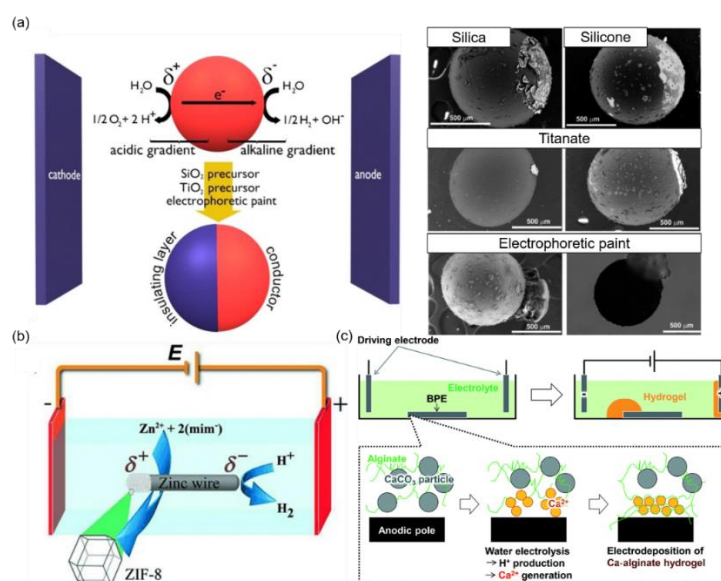 (a)
Silica
Silicone
500 μm
500 μm
Titanate
500 μm
500 μm
Electrophoretic paint
500 μm
500 μm
cathode
anode
δ+
δ-
H₂O
H₂O
e-
1/2 O₂ + 2 H+
1/2 H₂ + OH-
acidic gradient
alkaline gradient
SiO₂ precursor
TiO₂ precursor
electrophoretic paint
insulating layer
conductor
(b)
E
-
+
Zn²⁺ + 2(mim⁻)
δ+
δ−
Zinc wire
H⁺
H₂
ZIF-8
(c)
Driving electrode
Electrolyte
BPE
Hydrogel
Alginate
CaCO₃ particle
Ca²⁺
Anodic pole
Water electrolysis
→ H⁺ production
→ Ca²⁺ generation
Electrodeposition of
Ca-alginate hydrogel